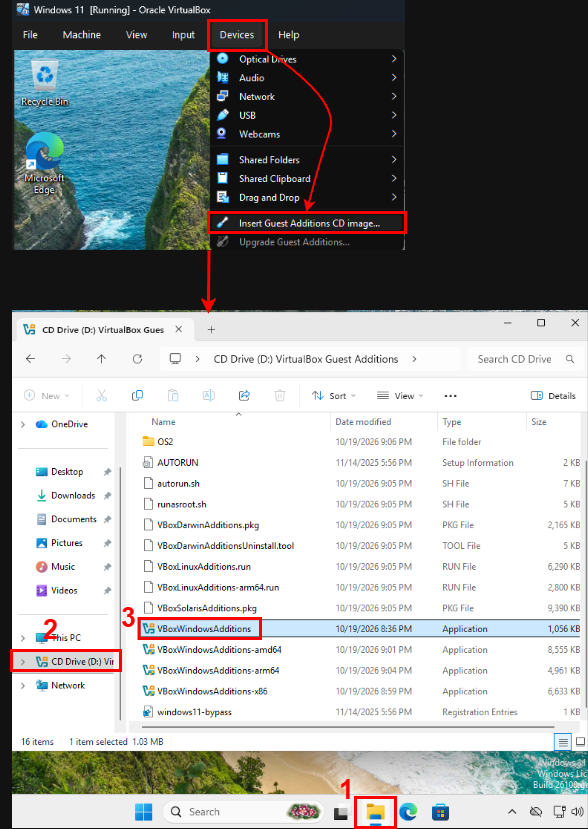 Windows 11 [Running] - Oracle VirtualBox
File Machine View Input Devices Help
Optical Drives
Audio
Network
USB
Webcams
Shared Folders
Shared Clipboard
Drag and Drop
Insert Guest Additions CD image...
Upgrade Guest Additions...
Recycle Bin
Microsoft
Edge
CD Drive (D:) VirtualBox Gues
CD Drive (D:) VirtualBox Guest Additions
Search CD Drive
New Sort View ... Details
Name Date modified Type Size
OneDrive
Desktop
Downloads
Documents
Pictures
Music
Videos
2
This PC
CD Drive (D:) Vir
Network
OS2 10/19/2026 9:06 PM File folder
AUTORUN 11/14/2025 5:56 PM Setup Information 2 KB
autorun.sh 10/19/2026 9:05 PM SH File 7 KB
runasroot.sh 10/19/2026 9:05 PM SH File 5 KB
VBoxDarwinAdditions.pkg 10/19/2026 9:05 PM PKG File 2,165 KB
VBoxDarwinAdditionsUninstall.tool 10/19/2026 9:05 PM TOOL File 5 KB
VBoxLinuxAdditions.run 10/19/2026 9:05 PM RUN File 6,290 KB
VBoxLinuxAdditions-arm64.run 10/19/2026 9:05 PM RUN File 2,800 KB
VBoxSolarisAdditions.pkg 10/19/2026 9:05 PM PKG File 9,390 KB
3
VBoxWindowsAdditions 10/19/2026 8:36 PM Application 1,056 KB
VBoxWindowsAdditions-amd64 10/19/2026 9:01 PM Application 8,555 KB
VBoxWindowsAdditions-arm64 10/19/2026 9:04 PM Application 4,961 KB
VBoxWindowsAdditions-x86 10/19/2026 8:59 PM Application 6,633 KB
windows11-bypass 11/14/2025 5:56 PM Registration Entries 1 KB
16 items 1 item selected 1.03 MB
Windows 11
Windows Lic
Build 26100
1
Search